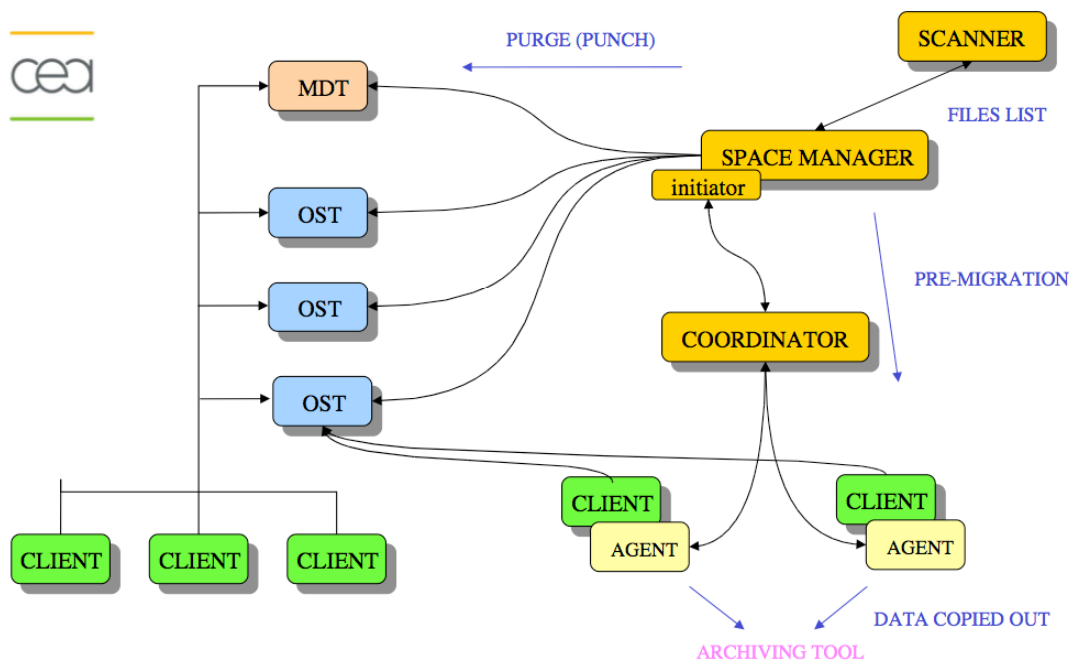 cea
PURGE (PUNCH)
SCANNER
MDT
FILES LIST
SPACE MANAGER
initiator
OST
PRE-MIGRATION
OST
COORDINATOR
OST
CLIENT
CLIENT
AGENT
AGENT
CLIENT
CLIENT
CLIENT
DATA COPIED OUT
ARCHIVING TOOL